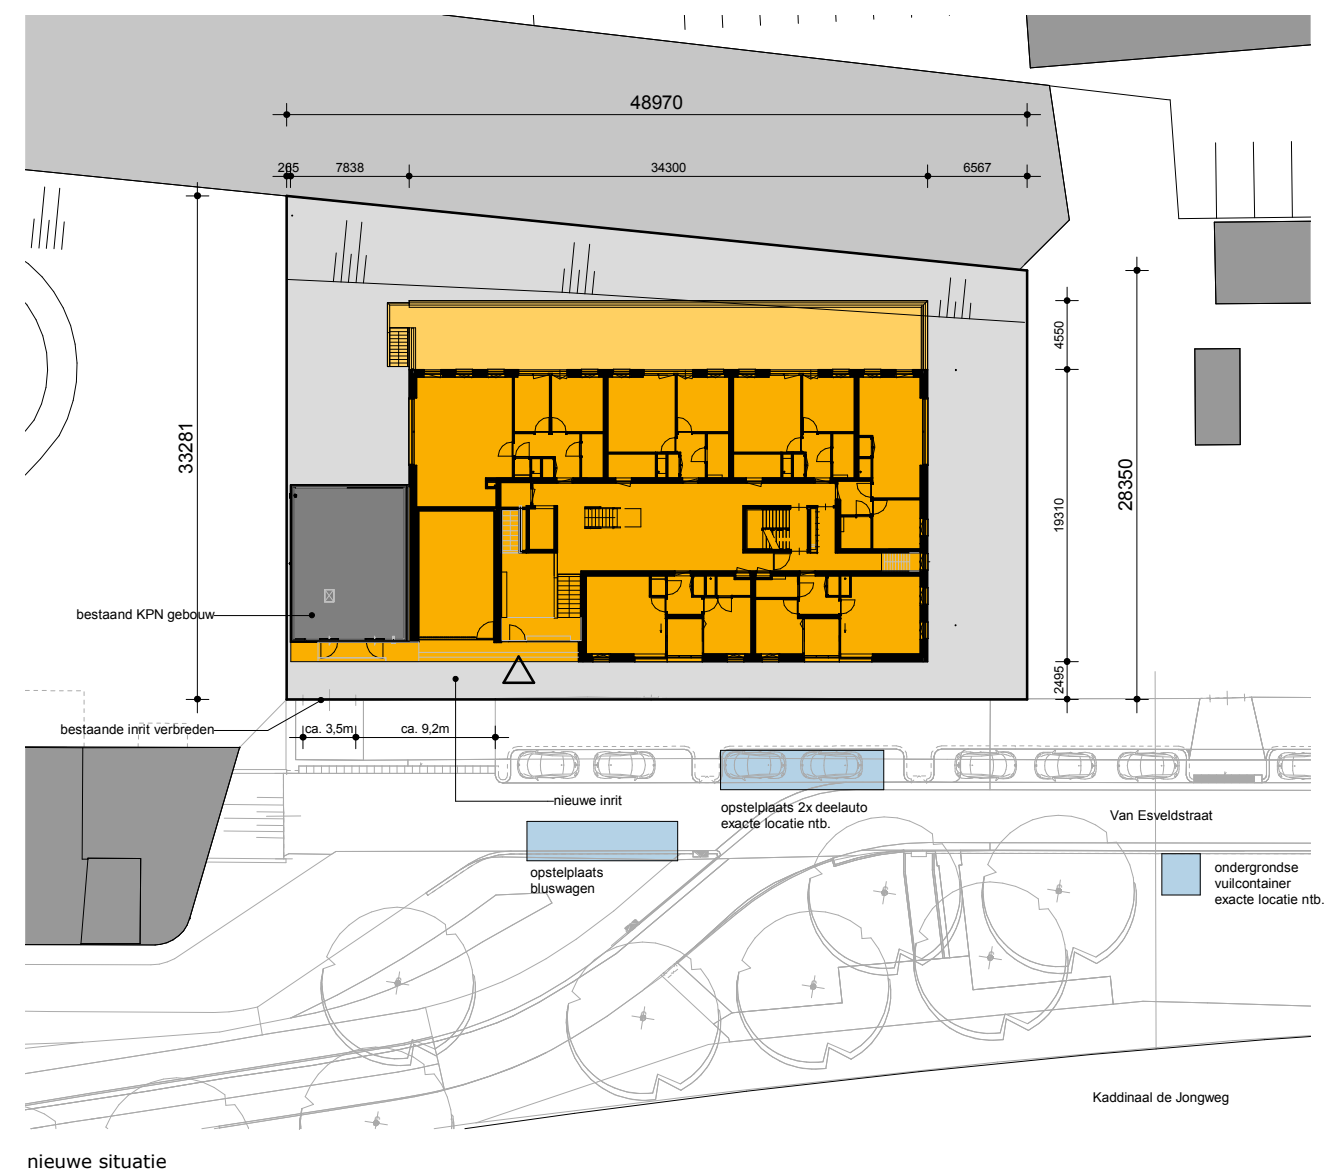 48970
265
7838
34300
6567
33281
4550
19310
28350
2495
bestaand KPN gebouw
bestaande inrit verbreden
ca. 3,5m
ca. 9,2m
nieuwe inrit
opstelplaats 2x deelauto
exacte locatie ntb.
Van Esveldstraat
opstelplaats
bluswagen
ondergrondse
vuilcontainer
exacte locatie ntb.
Kaddinaal de Jongweg
nieuwe situatie